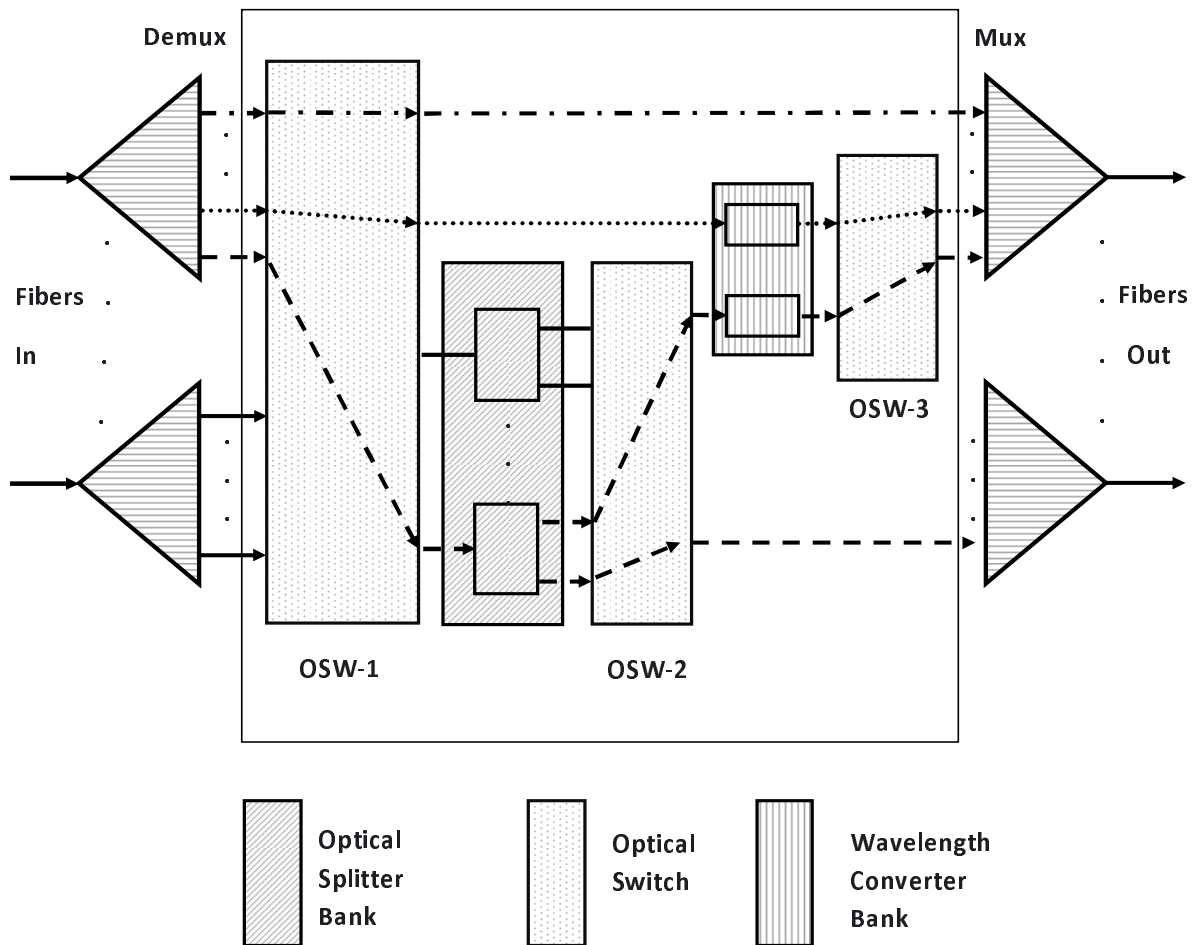 Demux
Mux
Fibers
In
Fibers
Out
OSW-3
OSW-1
OSW-2
Optical
Splitter
Bank
Optical
Switch
Wavelength
Converter
Bank